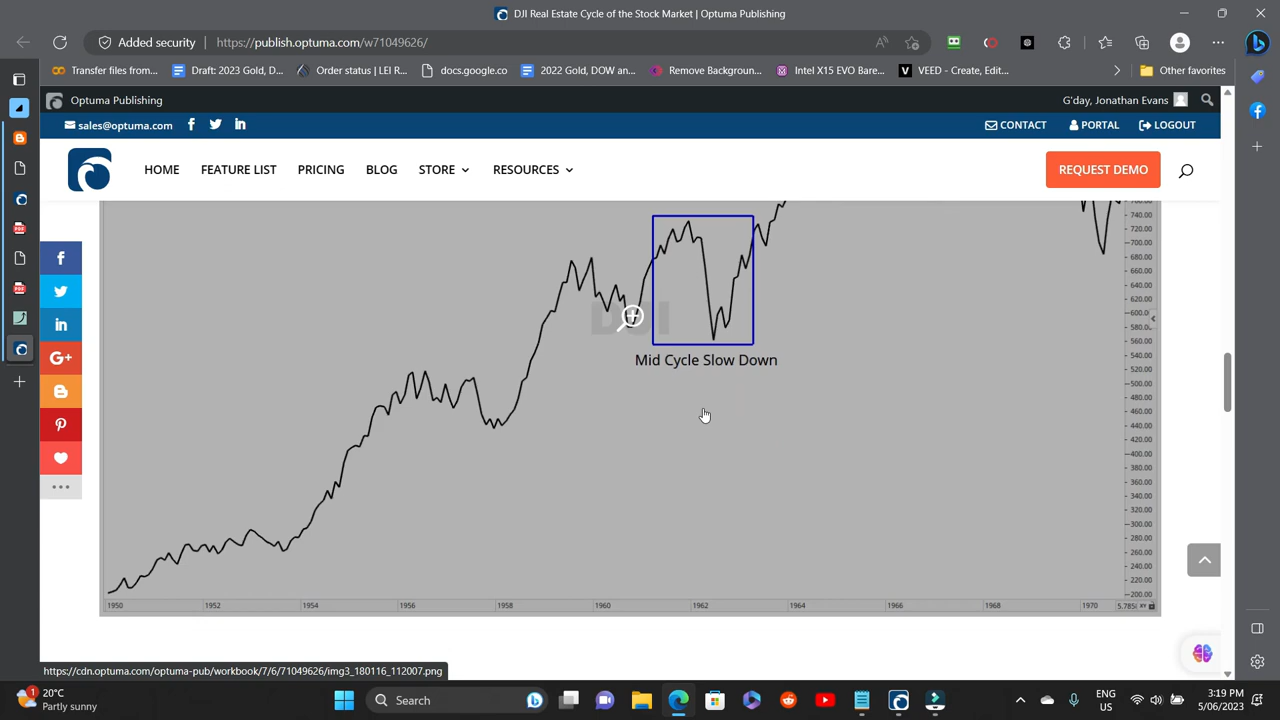 DJI Real Estate Cycle of the Stock Market | Optuma Publishing
Added security
https://publish.optuma.com/w71049626/
Transfer files from...
Draft: 2023 Gold, D...
Order status | LEI R...
docs.google.co
2022 Gold, DOW an...
Remove Backgroun...
Intel X15 EVO Bare...
VEED - Create, Edit...
Other favorites
Optuma Publishing
G'day, Jonathan Evans
sales@optuma.com
CONTACT
PORTAL
LOGOUT
HOME
FEATURE LIST
PRICING
BLOG
STORE
RESOURCES
REQUEST DEMO
740.00
720.00
700.00
680.00
660.00
640.00
620.00
600.00
580.00
560.00
540.00
520.00
500.00
480.00
460.00
440.00
420.00
400.00
380.00
360.00
340.00
320.00
300.00
280.00
260.00
240.00
220.00
200.00
DJI
Mid Cycle Slow Down
1950
1952
1954
1956
1958
1960
1962
1964
1966
1968
1970
XY
https://cdn.optuma.com/optuma-pub/workbook/7/6/71049626/img3_180116_112007.png
1
20°C
Partly sunny
Search
ENG
US
3:19 PM
5/06/2023